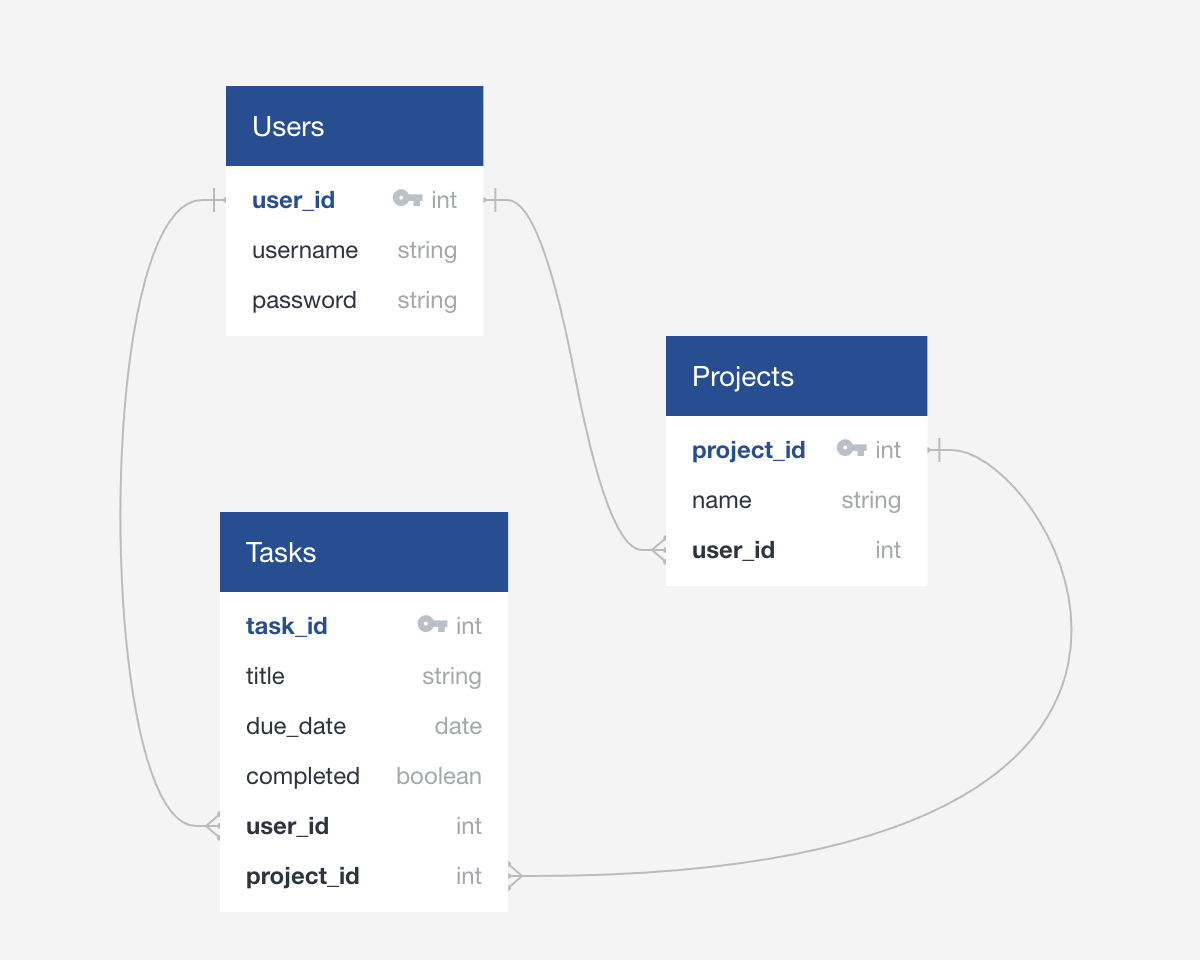 Users
user_id int
username string
password string
Projects
project_id int
name string
user_id int
Tasks
task_id int
title string
due_date date
completed boolean
user_id int
project_id int